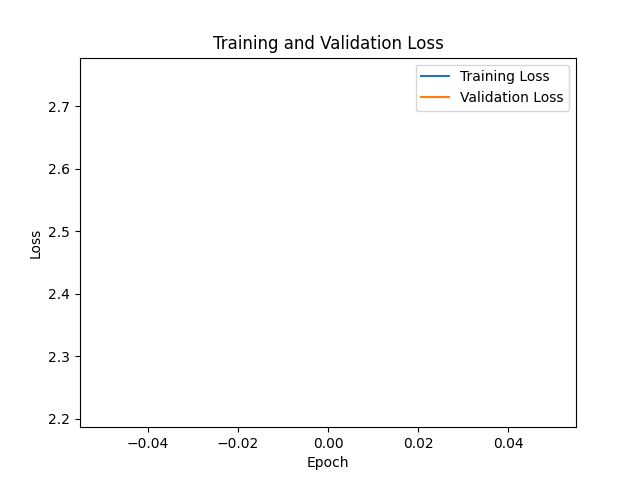 Training and Validation Loss
Training Loss
Validation Loss
2.7
2.6
2.5
2.4
2.3
2.2
Loss
−0.04 −0.02 0.00 0.02 0.04
Epoch